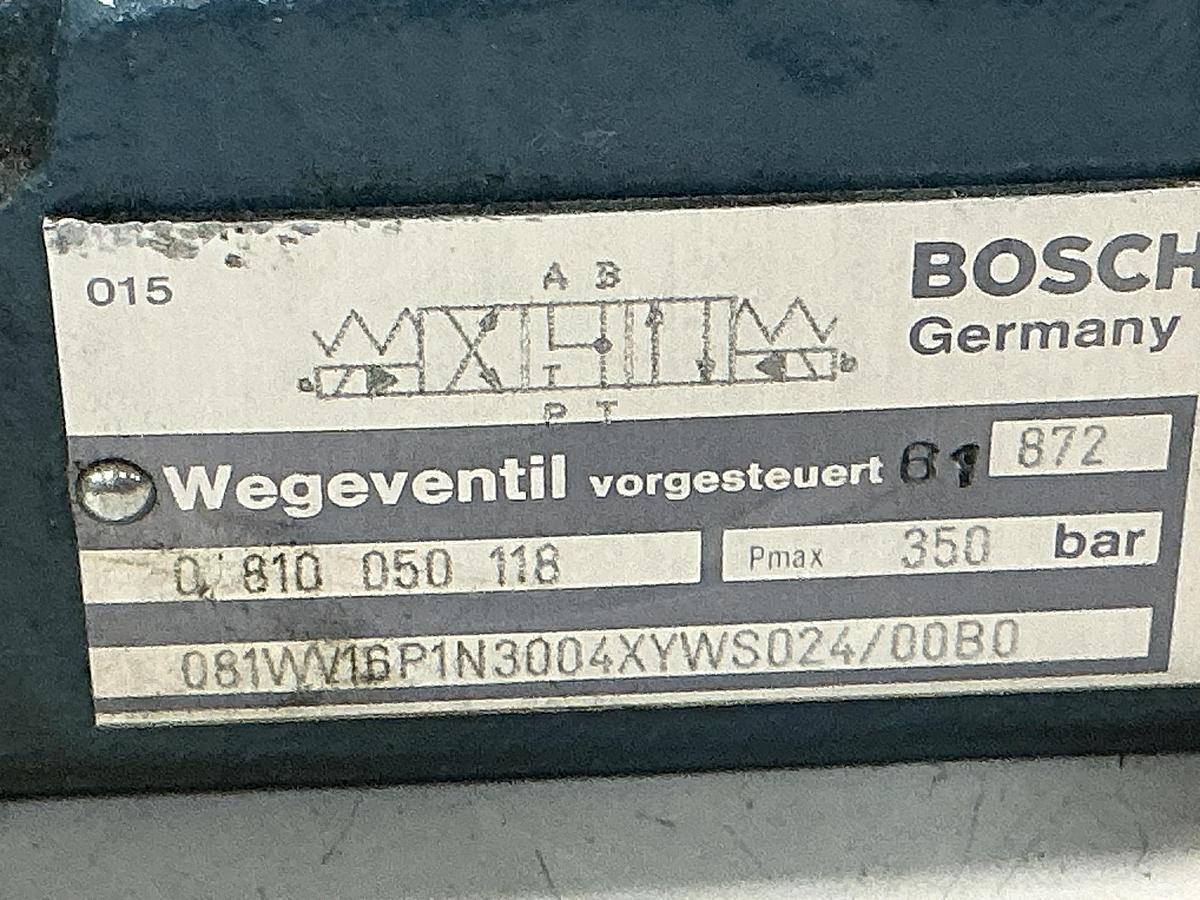 015
A B
BOSCH
Germany
P T
Wegeventil vorgesteuert 61 872
0 810 050 118
Pmax 350 bar
081WV16P1N3004XYWS024/00B0